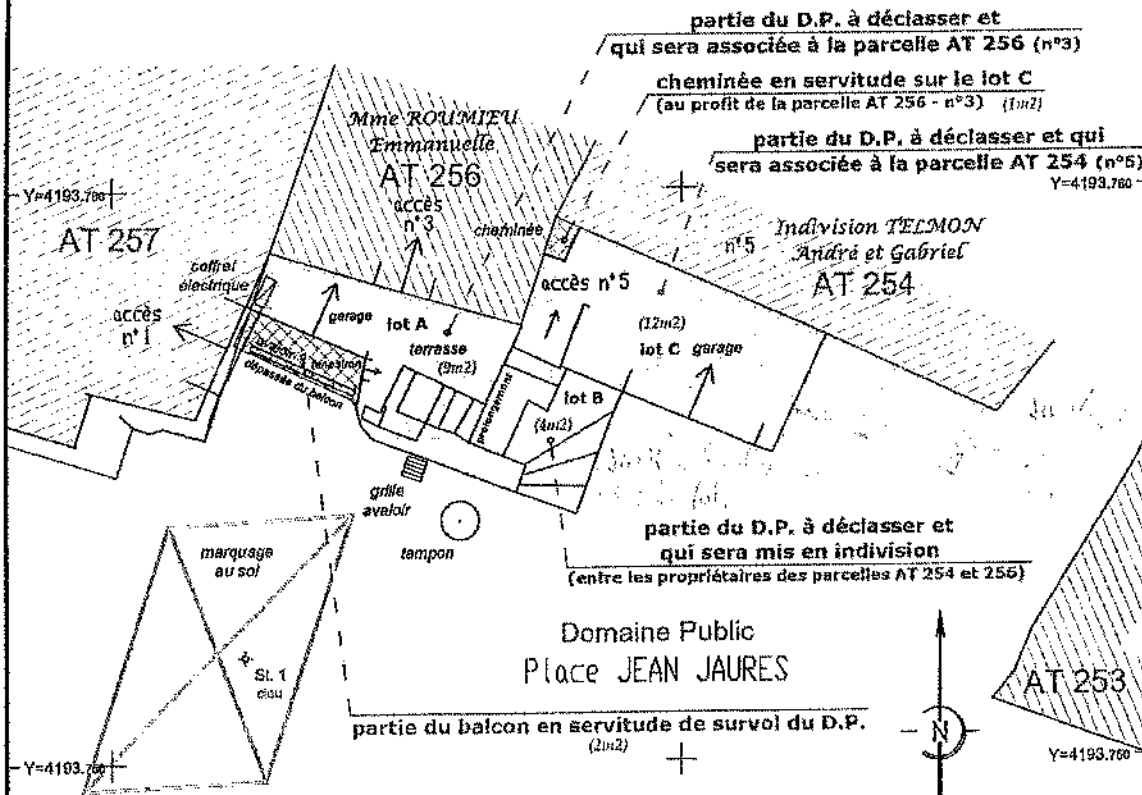 partie du D.P. à déclasser et
qui sera associée à la parcelle AT 256 (n°3)
cheminée en servitude sur le lot C
(au profit de la parcelle AT 256 - n°3) (1m2)
partie du D.P. à déclasser et qui
sera associée à la parcelle AT 254 (n°5)
Mme ROUMIEU
Emmanuelle
AT 256
accès
n°3
Y=4193.760
Y=4193.760
AT 257
coffret
électrique
accès
n°1
garage
lot A
terrasse
(9m2)
dépassée du balcon
cheminée
accès n°5
n°5
Indivision TELMON
André et Gabriel
AT 254
(12m2)
lot C garage
prolongement
lot B
(4m2)
grille
avaloir
tampon
marquage
au sol
St. 1
clou
partie du D.P. à déclasser et
qui sera mis en indivision
(entre les propriétaires des parcelles AT 254 et 256)
Domaine Public
Place JEAN JAURES
partie du balcon en servitude de survol du D.P.
(2m2)
N
AT 253
Y=4193.760
Y=4193.760